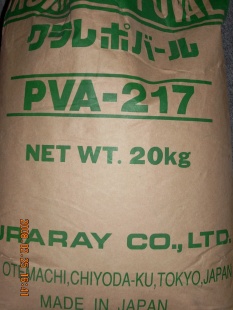 クラレポバール
PVA-217
NET WT. 20kg
URARAY CO., LTD.
OTEMACHI, CHIYODA-KU, TOKYO, JAPAN
MADE IN JAPAN